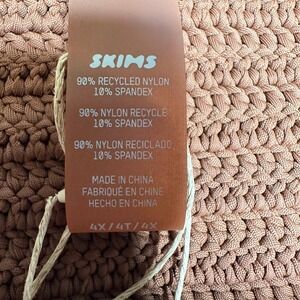 SKIMS
90% RECYCLED NYLON
10% SPANDEX
90% NYLON RECYCLÉ
10% SPANDEX
90% NYLON RECICLADO
10% SPANDEX
MADE IN CHINA
FABRIQUÉ EN CHINE
HECHO EN CHINA
4X/4T/4X